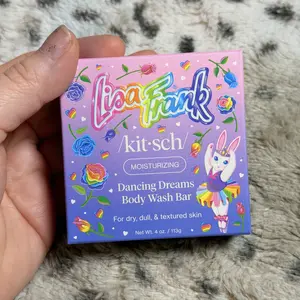 Lisa Frank
/kit·sch/
MOISTURIZING
Dancing Dreams
Body Wash Bar
For dry, dull, & textured skin
Net Wt. 4 oz. / 113g